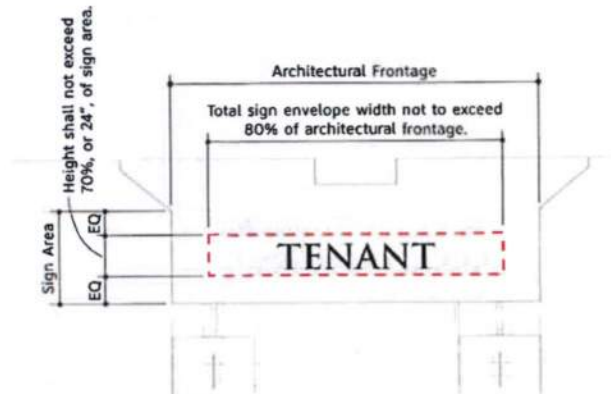 Architectural Frontage
Total sign envelope width not to exceed
80% of architectural frontage.
Height shall not exceed
70%, or 24", of sign area.
Sign Area
EQ
EQ
TENANT